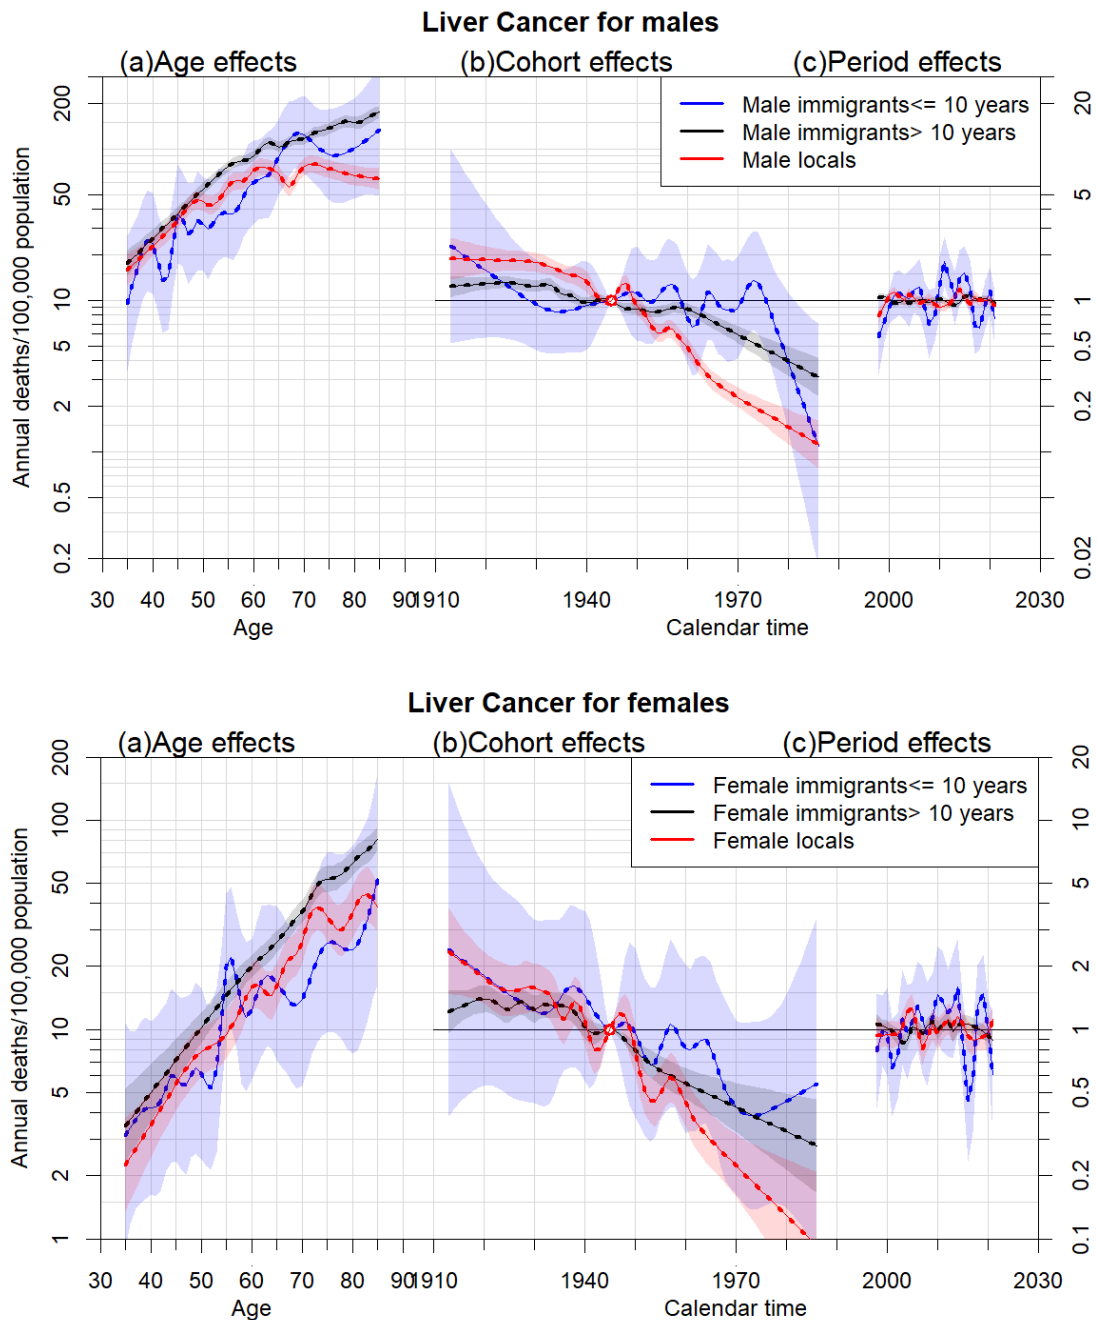 Liver Cancer for males
(a)Age effects (b)Cohort effects (c)Period effects
Male immigrants<= 10 years
Male immigrants> 10 years
Male locals
Annual deaths/100,000 population
200
50
10
5
2
0.5
0.2
20
5
1
0.5
0.2
0.02
30 40 50 60 70 80 90 1910 1940 1970 2000 2030
Age Calendar time
Liver Cancer for females
(a)Age effects (b)Cohort effects (c)Period effects
Female immigrants<= 10 years
Female immigrants> 10 years
Female locals
Annual deaths/100,000 population
200
100
50
20
10
5
2
1
20
10
5
2
1
0.5
0.2
0.1
30 40 50 60 70 80 90 1910 1940 1970 2000 2030
Age Calendar time